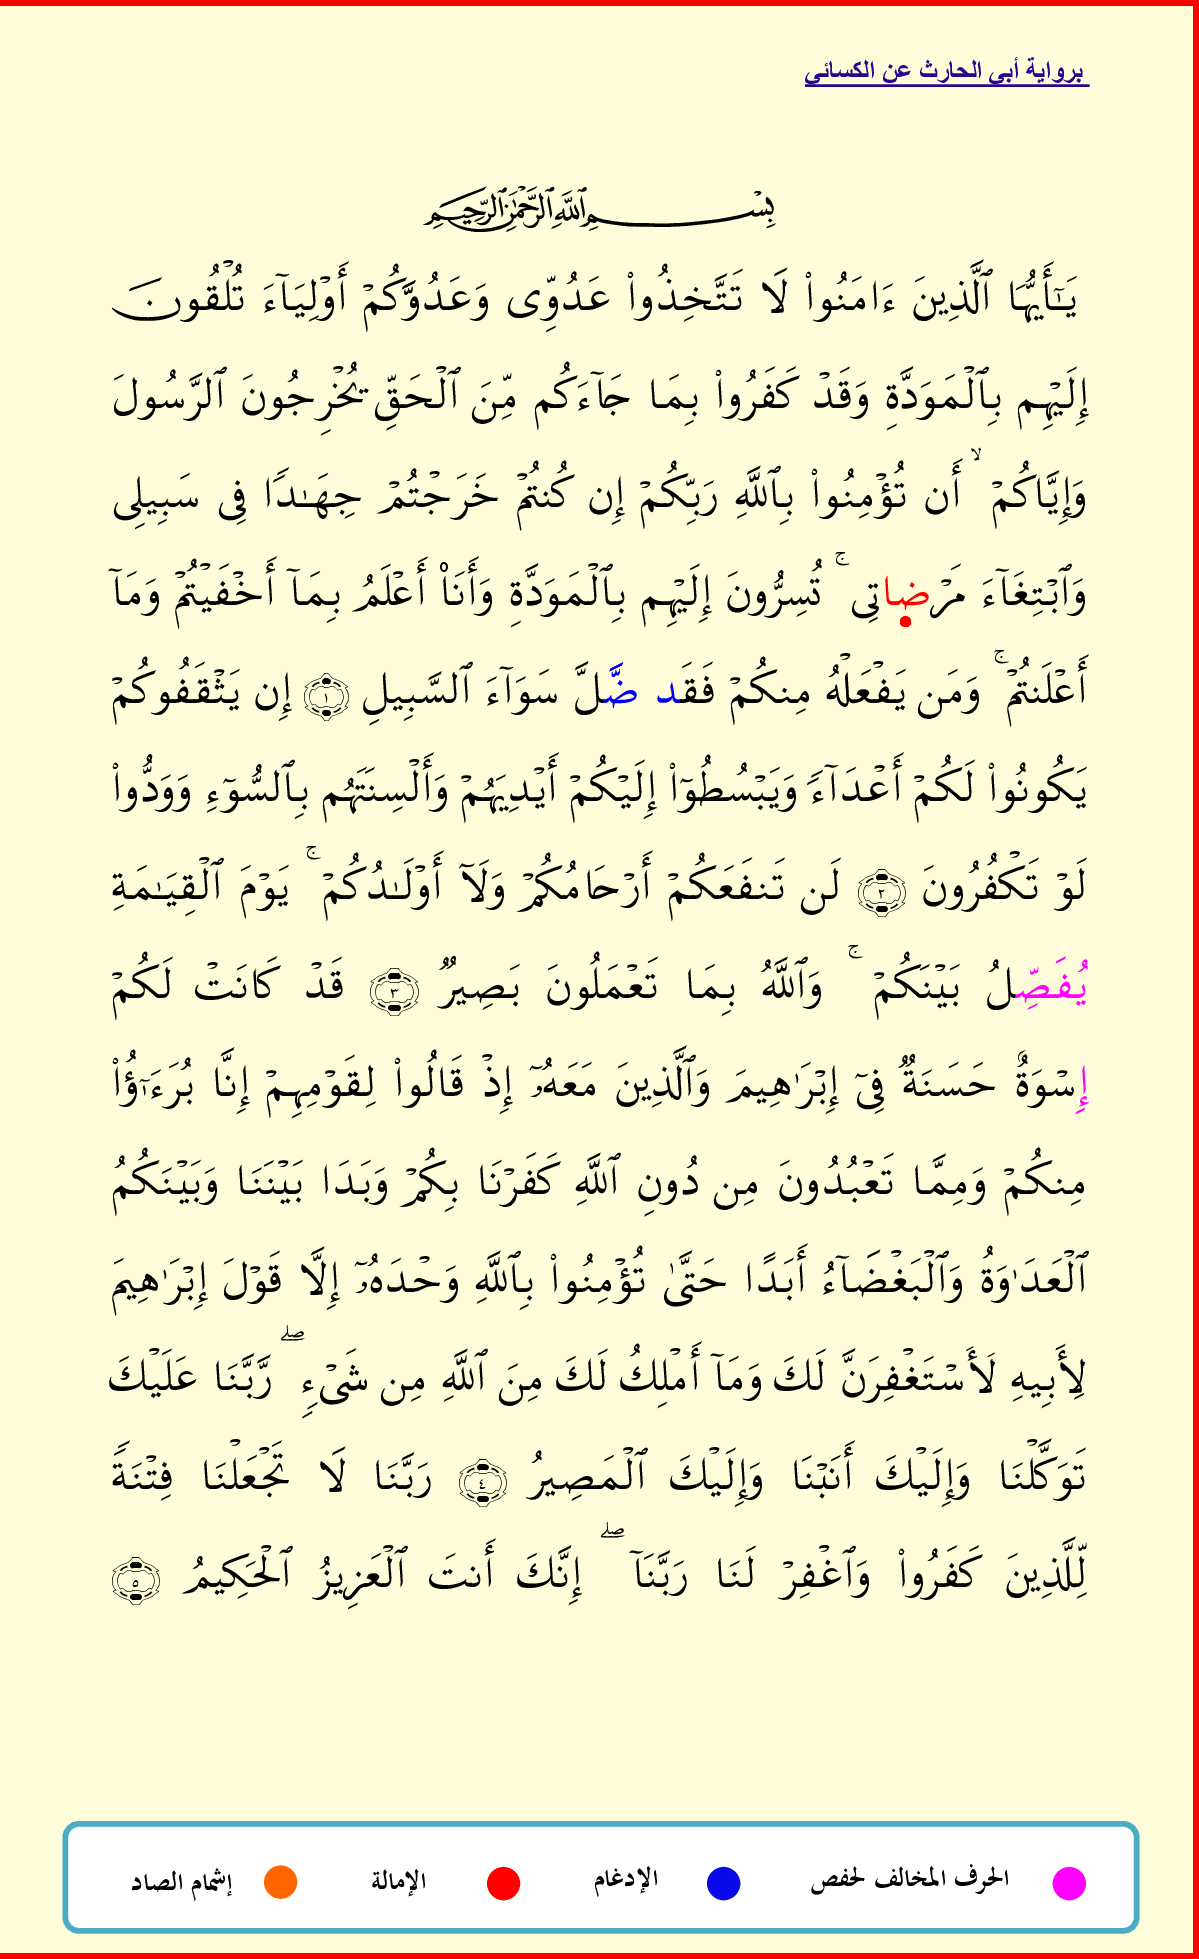 برواية أبي الحارث عن الكسائي
بِسْمِ ٱللَّهِ ٱلرَّحْمَٰنِ ٱلرَّحِيمِ
يَـٰٓأَيُّهَا ٱلَّذِينَ ءَامَنُوا۟ لَا تَتَّخِذُوا۟ عَدُوِّى وَعَدُوَّكُمْ أَوْلِيَآءَ تُلْقُونَ
إِلَيْهِم بِٱلْمَوَدَّةِ وَقَدْ كَفَرُوا۟ بِمَا جَآءَكُم مِّنَ ٱلْحَقِّ يُخْرِجُونَ ٱلرَّسُولَ
وَإِيَّاكُمْ ۙ أَن تُؤْمِنُوا۟ بِٱللَّهِ رَبِّكُمْ إِن كُنتُمْ خَرَجْتُمْ جِهَـٰدًا فِى سَبِيلِى
وَٱبْتِغَآءَ مَرْضِاتِى ۚ تُسِرُّونَ إِلَيْهِم بِٱلْمَوَدَّةِ وَأَنَا۠ أَعْلَمُ بِمَآ أَخْفَيْتُمْ وَمَآ
أَعْلَنتُمْ ۚ وَمَن يَفْعَلْهُ مِنكُمْ فَقَد ضَّلَّ سَوَآءَ ٱلسَّبِيلِ ١ إِن يَثْقَفُوكُمْ
يَكُونُوا۟ لَكُمْ أَعْدَآءً وَيَبْسُطُوٓا۟ إِلَيْكُمْ أَيْدِيَهُمْ وَأَلْسِنَتَهُم بِٱلسُّوٓءِ وَوَدُّوا۟
لَوْ تَكْفُرُونَ ٢ لَن تَنفَعَكُمْ أَرْحَامُكُمْ وَلَآ أَوْلَـٰدُكُمْ ۚ يَوْمَ ٱلْقِيَـٰمَةِ
يُفَصِّلُ بَيْنَكُمْ ۚ وَٱللَّهُ بِمَا تَعْمَلُونَ بَصِيرٌ ٣ قَدْ كَانَتْ لَكُمْ
إِسْوَةٌ حَسَنَةٌ فِىٓ إِبْرَٰهِيمَ وَٱلَّذِينَ مَعَهُۥٓ إِذْ قَالُوا۟ لِقَوْمِهِمْ إِنَّا بُرَءَٰٓؤُا۟
مِنكُمْ وَمِمَّا تَعْبُدُونَ مِن دُونِ ٱللَّهِ كَفَرْنَا بِكُمْ وَبَدَا بَيْنَنَا وَبَيْنَكُمُ
ٱلْعَدَٰوَةُ وَٱلْبَغْضَآءُ أَبَدًا حَتَّىٰ تُؤْمِنُوا۟ بِٱللَّهِ وَحْدَهُۥٓ إِلَّا قَوْلَ إِبْرَٰهِيمَ
لِأَبِيهِ لَأَسْتَغْفِرَنَّ لَكَ وَمَآ أَمْلِكُ لَكَ مِنَ ٱللَّهِ مِن شَىْءٍ ۖ رَّبَّنَا عَلَيْكَ
تَوَكَّلْنَا وَإِلَيْكَ أَنَبْنَا وَإِلَيْكَ ٱلْمَصِيرُ ٤ رَبَّنَا لَا تَجْعَلْنَا فِتْنَةً
لِّلَّذِينَ كَفَرُوا۟ وَٱغْفِرْ لَنَا رَبَّنَآ ۖ إِنَّكَ أَنتَ ٱلْعَزِيزُ ٱلْحَكِيمُ ٥
الحرف المخالف لحفص الإدغام الإمالة إشمام الصاد